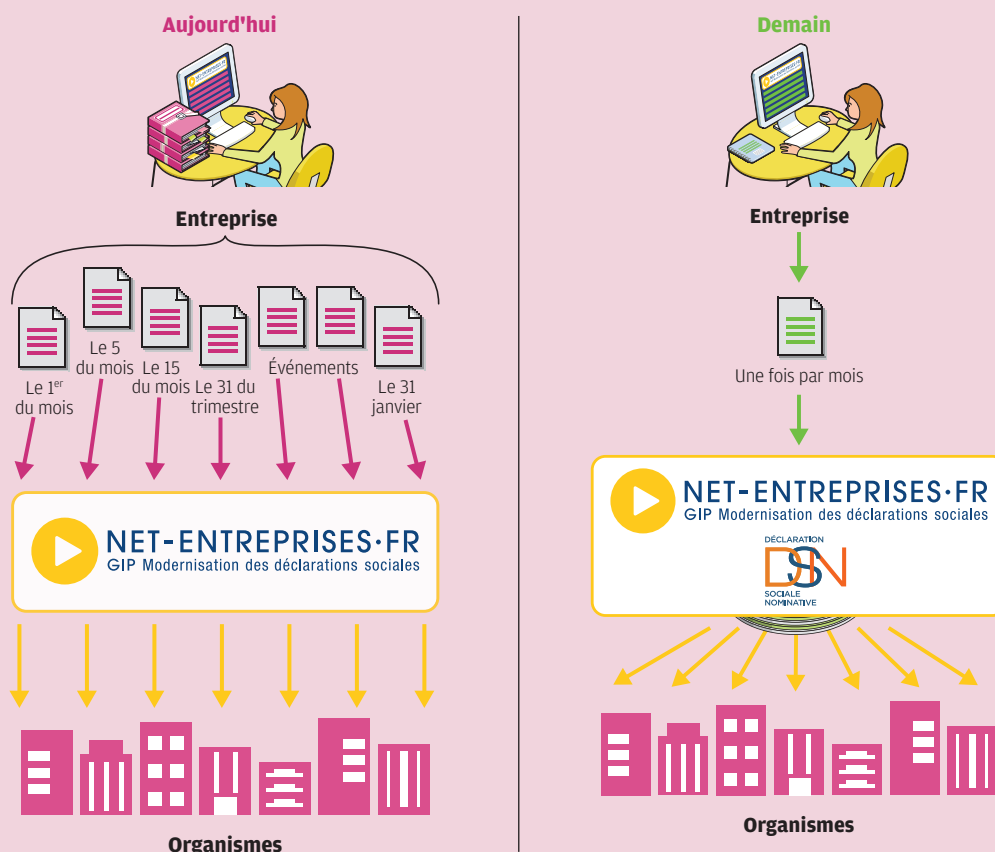 Aujourd'hui
Entreprise
Le 1er
du mois
Le 5
du mois
Le 15
du mois
Le 31 du
trimestre
Événements
Le 31
janvier
NET-ENTREPRISES•FR
GIP Modernisation des déclarations sociales
Organismes
Demain
Entreprise
Une fois par mois
NET-ENTREPRISES•FR
GIP Modernisation des déclarations sociales
DÉCLARATION
DSN
SOCIALE
NOMINATIVE
Organismes